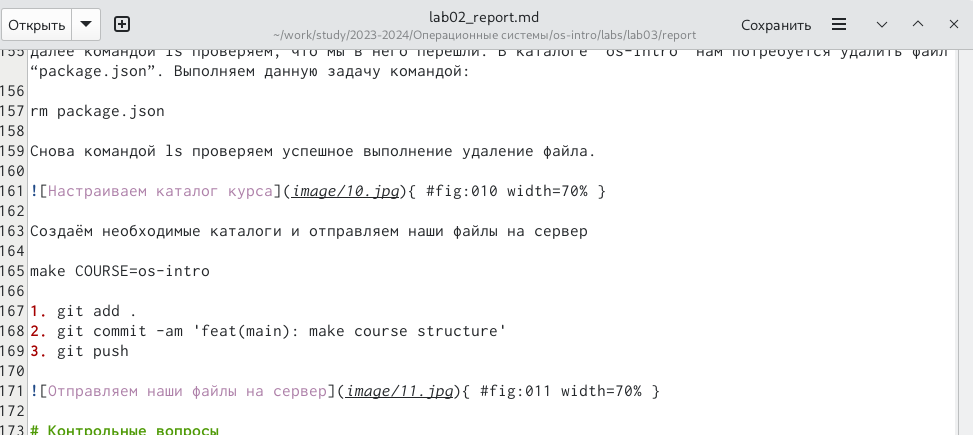 Открыть
lab02_report.md
~/work/study/2023-2024/Операционные системы/os-intro/labs/lab03/report
Сохранить
155 далее командой ls проверяем, что мы в него перешли. В каталоге "os-intro" нам потребуется удалить файл
“package.json”. Выполняем данную задачу командой:
156
157 rm package.json
158
159 Снова командой ls проверяем успешное выполнение удаление файла.
160
161 ![Настраиваем каталог курса](image/10.jpg){ #fig:010 width=70% }
162
163 Создаём необходимые каталоги и отправляем наши файлы на сервер
164
165 make COURSE=os-intro
166
167 1. git add .
168 2. git commit -am 'feat(main): make course structure'
169 3. git push
170
171 ![Отправляем наши файлы на сервер](image/11.jpg){ #fig:011 width=70% }
172
173 # Контрольные вопросы